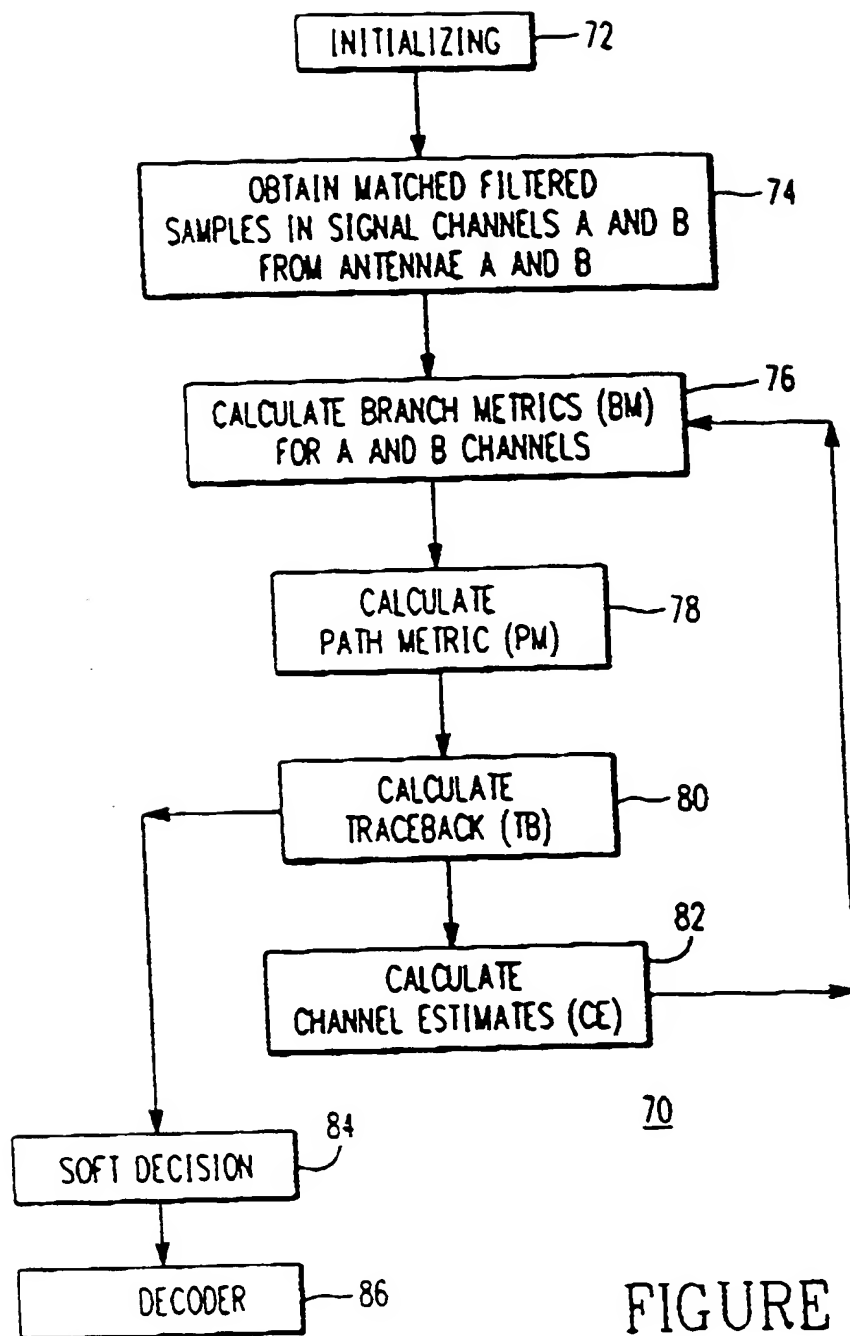 INITIALIZING
72
OBTAIN MATCHED FILTERED
SAMPLES IN SIGNAL CHANNELS A AND B
FROM ANTENNAE A AND B
74
CALCULATE BRANCH METRICS (BM)
FOR A AND B CHANNELS
76
CALCULATE
PATH METRIC (PM)
78
CALCULATE
TRACEBACK (TB)
80
CALCULATE
CHANNEL ESTIMATES (CE)
82
70
SOFT DECISION
84
DECODER
86
FIGURE